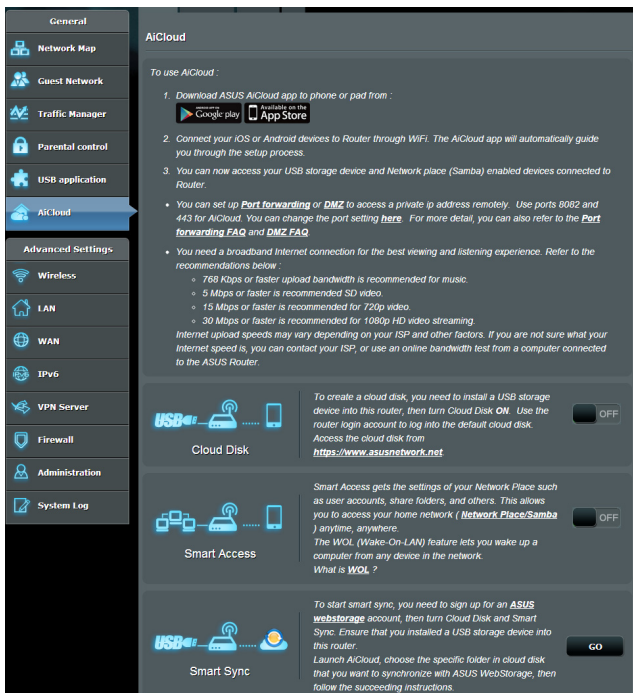 General
Network Map
Guest Network
Traffic Manager
Parental control
USB application
AiCloud
Advanced Settings
Wireless
LAN
WAN
IPv6
VPN Server
Firewall
Administration
System Log
AiCloud
To use AiCloud :
1. Download ASUS AiCloud app to phone or pad from :
ANDROID APP ON
Google play
Available on the
App Store
2. Connect your iOS or Android devices to Router through WiFi. The AiCloud app will automatically guide
you through the setup process.
3. You can now access your USB storage device and Network place (Samba) enabled devices connected to
Router.
• You can set up Port forwarding or DMZ to access a private ip address remotely. Use ports 8082 and
443 for AiCloud. You can change the port setting here. For more detail, you can also refer to the Port
forwarding FAQ and DMZ FAQ.
• You need a broadband Internet connection for the best viewing and listening experience. Refer to the
recommendations below :
◦ 768 Kbps or faster upload bandwidth is recommended for music.
◦ 5 Mbps or faster is recommended SD video.
◦ 15 Mbps or faster is recommended for 720p video.
◦ 30 Mbps or faster is recommended for 1080p HD video streaming.
Internet upload speeds may vary depending on your ISP and other factors. If you are not sure what your
Internet speed is, you can contact your ISP, or use an online bandwidth test from a computer connected
to the ASUS Router.
USB
Cloud Disk
To create a cloud disk, you need to install a USB storage
device into this router, then turn Cloud Disk ON. Use the
router login account to log into the default cloud disk.
Access the cloud disk from
https://www.asusnetwork.net.
OFF
Smart Access
Smart Access gets the settings of your Network Place such
as user accounts, share folders, and others. This allows
you to access your home network ( Network Place/Samba
) anytime, anywhere.
The WOL (Wake-On-LAN) feature lets you wake up a
computer from any device in the network.
What is WOL ?
OFF
USB
Smart Sync
To start smart sync, you need to sign up for an ASUS
webstorage account, then turn Cloud Disk and Smart
Sync. Ensure that you installed a USB storage device into
this router.
Launch AiCloud, choose the specific folder in cloud disk
that you want to synchronize with ASUS WebStorage, then
follow the succeeding instructions.
GO